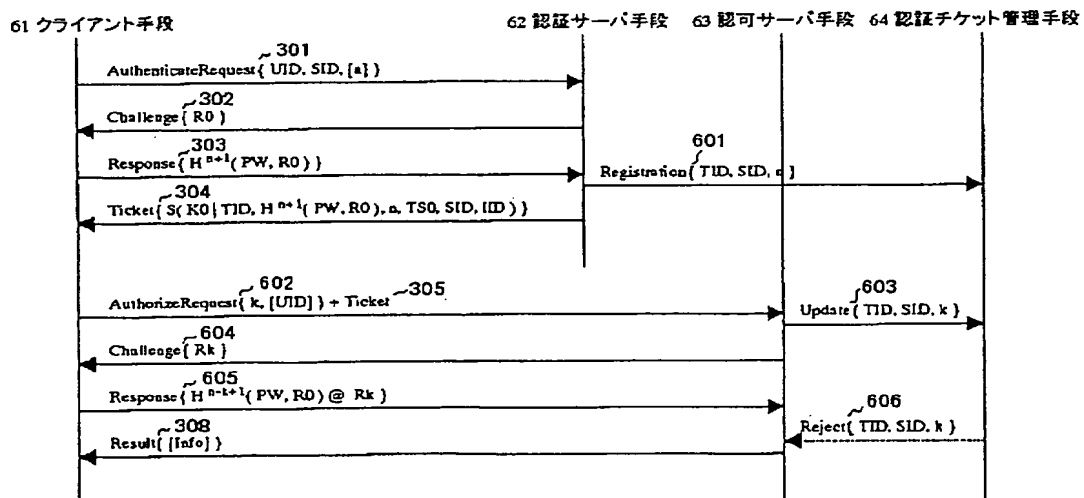 61 クライアント手段 62 認証サーバ手段 63 認可サーバ手段 64 認証チケット管理手段
301
AuthenticateRequest{ UID, SID, [n] }
302
Challenge{ R0 }
303
Response{ H^n+1( PW, R0) }
601
Registration{ TID, SID, n }
304
Ticket{ S( K0 | TID, H^n+1( PW, R0), n, TS0, SID, [ID ) }
602
AuthorizeRequest{ k, [UID] } + Ticket 305
603
Update{ TID, SID, k }
604
Challenge{ Rk }
605
Response{ H^n-k+1( PW, R0) @ Rk }
606
Reject{ TID, SID, k }
308
Result{ [Info] }